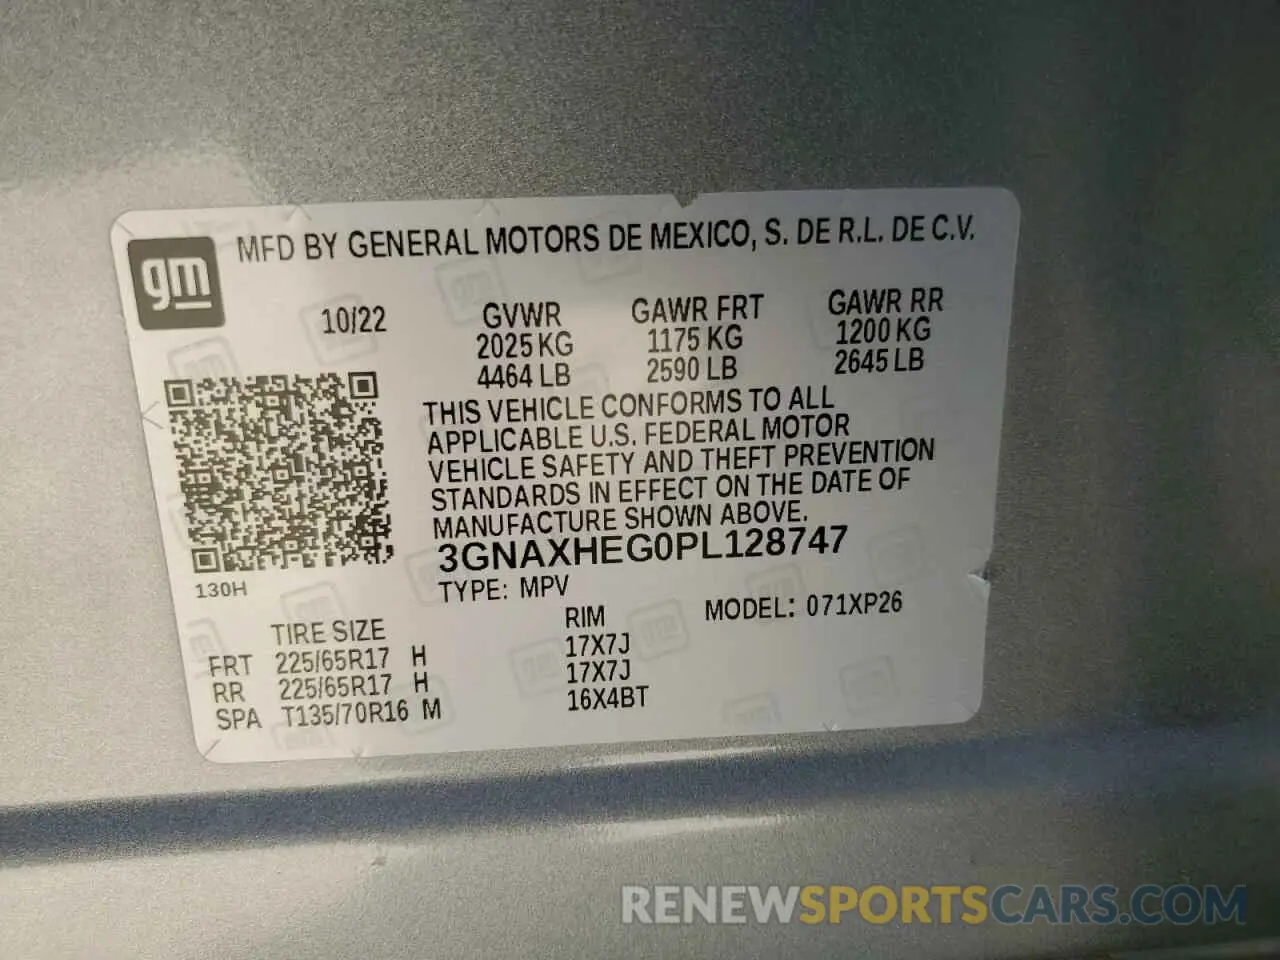 gm
MFD BY GENERAL MOTORS DE MEXICO, S. DE R.L. DE C.V.
10/22 GVWR GAWR FRT GAWR RR
2025 KG 1175 KG 1200 KG
4464 LB 2590 LB 2645 LB
THIS VEHICLE CONFORMS TO ALL
APPLICABLE U.S. FEDERAL MOTOR
VEHICLE SAFETY AND THEFT PREVENTION
STANDARDS IN EFFECT ON THE DATE OF
MANUFACTURE SHOWN ABOVE.
3GNAXHEG0PL128747
130H
TYPE: MPV
MODEL: 071XP26
TIRE SIZE RIM
FRT 225/65R17 H 17X7J
RR 225/65R17 H 17X7J
SPA T135/70R16 M 16X4BT
RENEWSPORTSCARS.COM